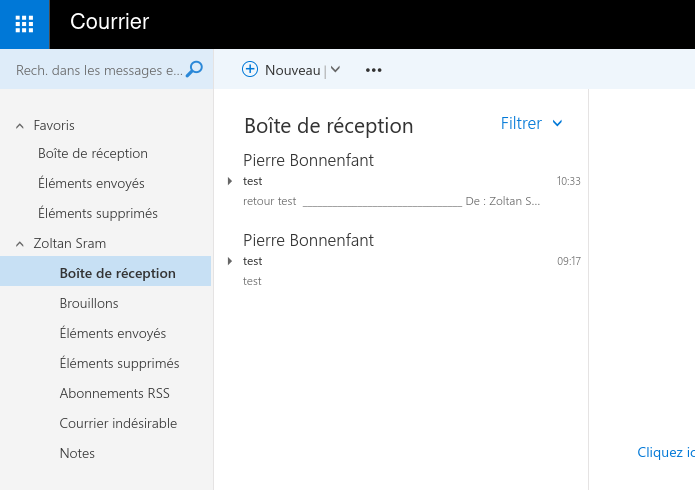 Courrier
Rech. dans les messages e...
Nouveau
Favoris
Boîte de réception
Éléments envoyés
Éléments supprimés
Zoltan Sram
Boîte de réception
Brouillons
Éléments envoyés
Éléments supprimés
Abonnements RSS
Courrier indésirable
Notes
Boîte de réception Filtrer
Pierre Bonnenfant
test 10:33
retour test ________________________________ De : Zoltan S...
Pierre Bonnenfant
test 09:17
test
Cliquez ic